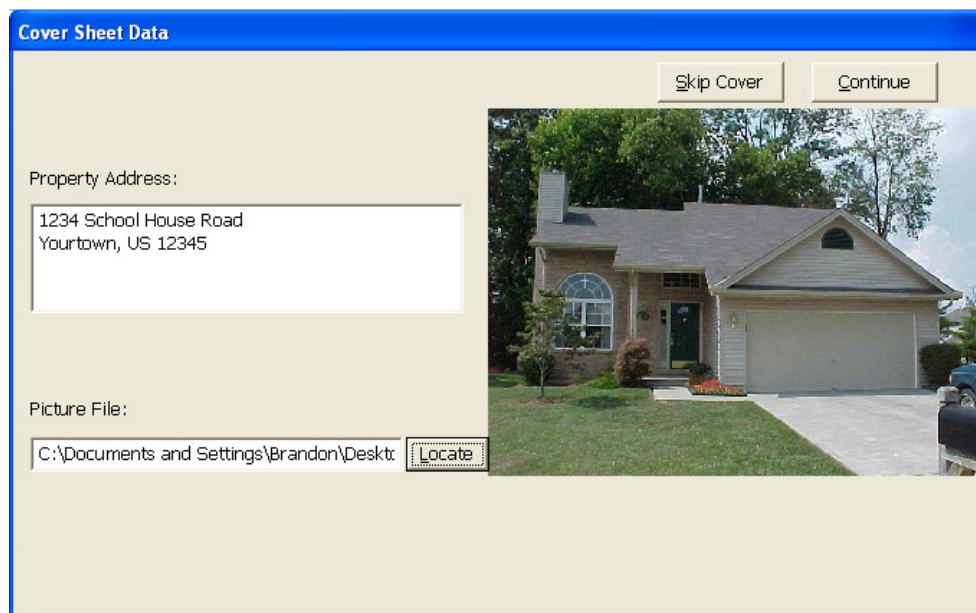 Cover Sheet Data
Skip Cover
Continue
Property Address:
1234 School House Road
Yourtown, US 12345
Picture File:
C:\Documents and Settings\Brandon\Deskto
Locate